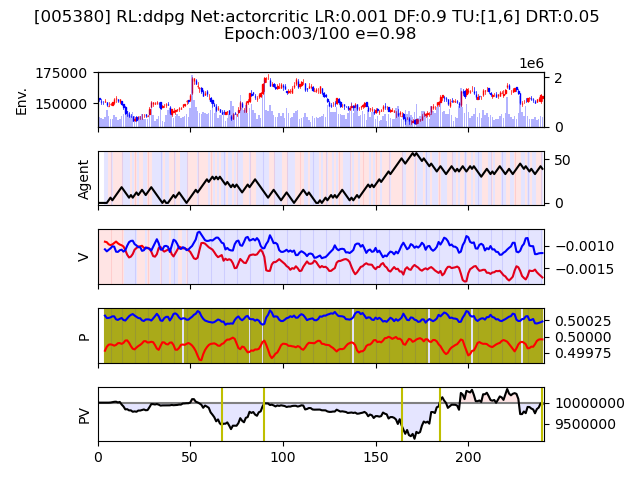 [005380] RL:ddpg Net:actorcritic LR:0.001 DF:0.9 TU:[1,6] DRT:0.05
Epoch:003/100 e=0.98
Env.
175000
150000
1e6
2
0
Agent
50
0
V
−0.0010
−0.0015
P
0.50025
0.50000
0.49975
PV
10000000
9500000
0
50
100
150
200